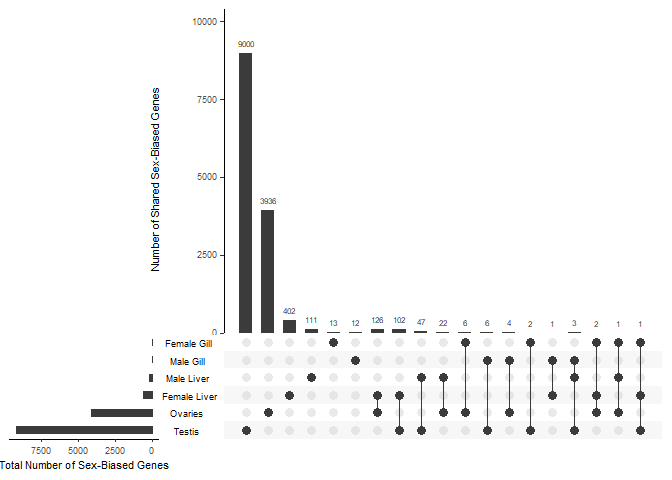 10000
7500
5000
2500
0
Number of Shared Sex-Biased Genes
9000
3936
402
111
13
12
126
102
47
22
6
6
4
2
1
3
2
1
1
Female Gill
Male Gill
Male Liver
Female Liver
Ovaries
Testis
7500 5000 2500 0
Total Number of Sex-Biased Genes